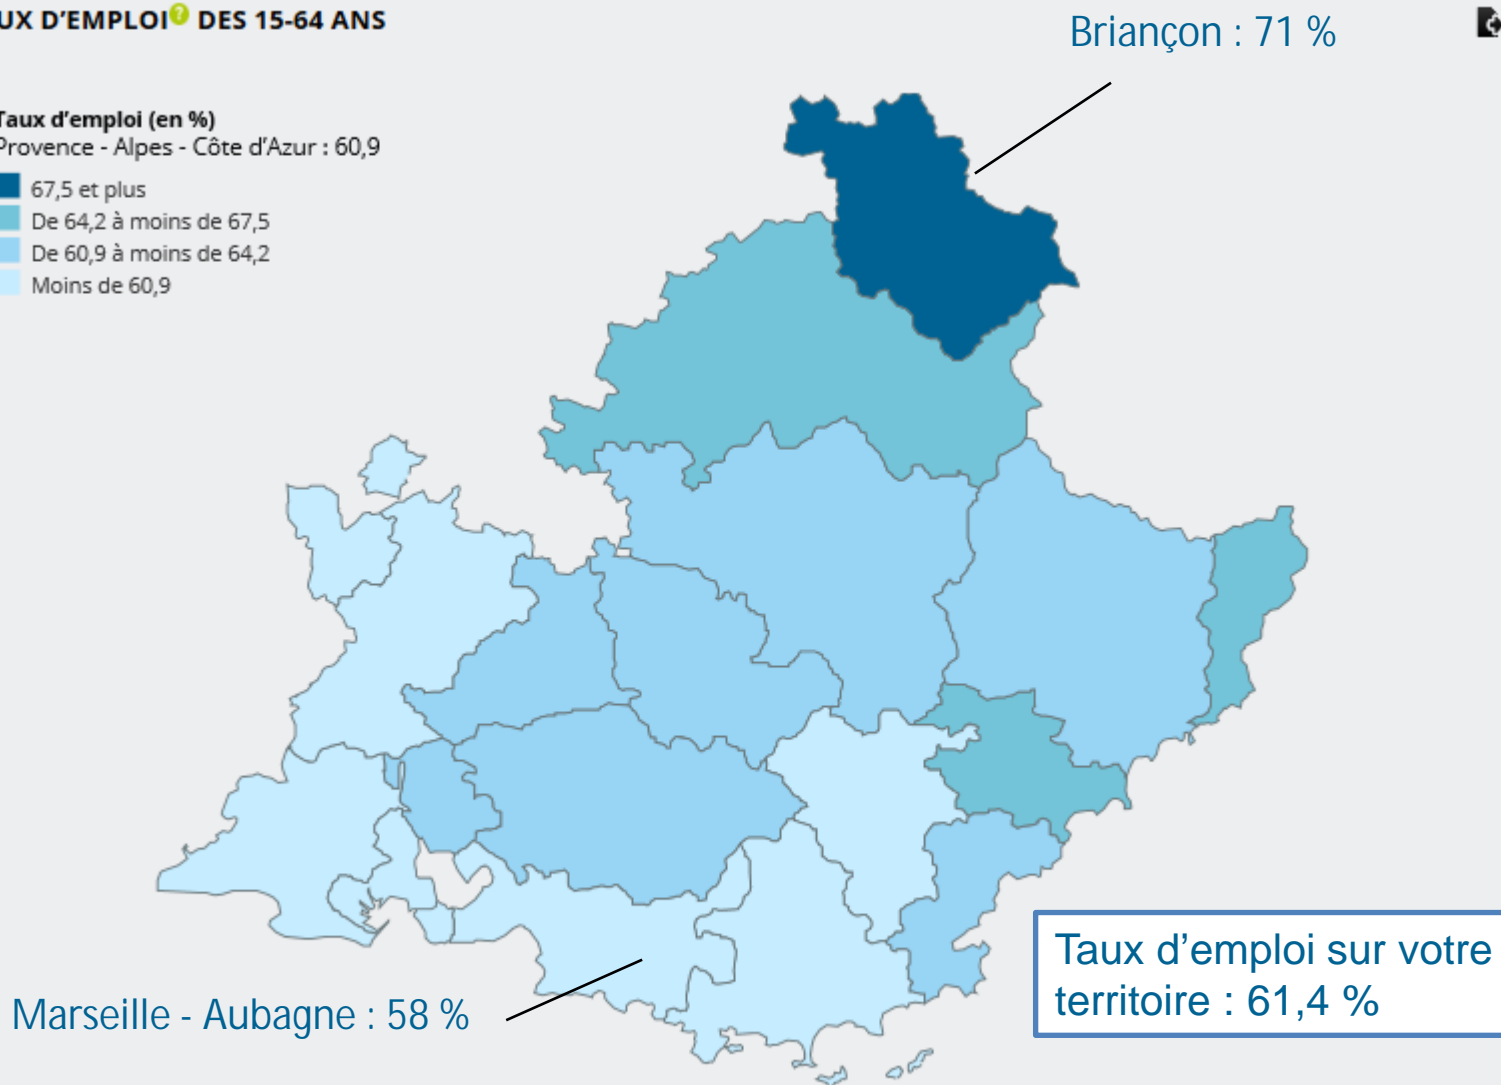 UX D'EMPLOI? DES 15-64 ANS
Briançon : 71 %
Taux d'emploi (en %)
Provence - Alpes - Côte d'Azur : 60,9
67,5 et plus
De 64,2 à moins de 67,5
De 60,9 à moins de 64,2
Moins de 60,9
Taux d’emploi sur votre
territoire : 61,4 %
Marseille - Aubagne : 58 %